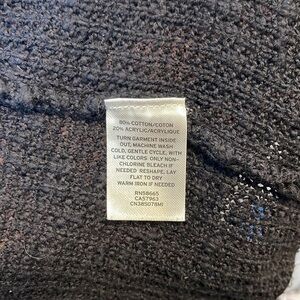 80% COTTON/COTON
20% ACRYLIC/ACRYLIQUE
TURN GARMENT INSIDE
OUT, MACHINE WASH
COLD, GENTLE CYCLE, WITH
LIKE COLORS ONLY NON-
CHLORINE BLEACH IF
NEEDED RESHAPE, LAY
FLAT TO DRY
WARM IRON IF NEEDED
RN58665
CA57963
CN385078MI